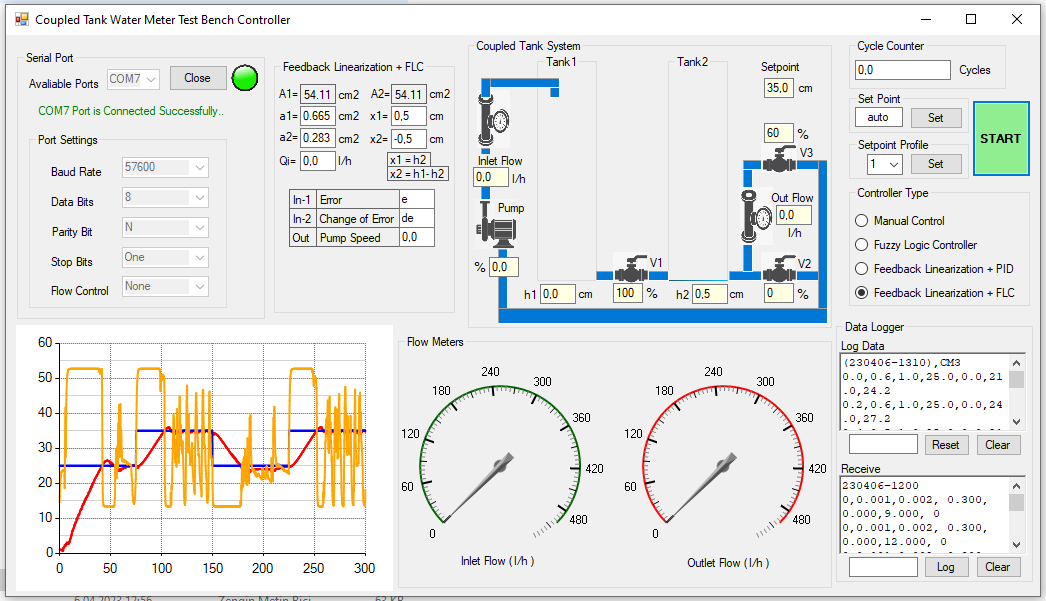 Coupled Tank Water Meter Test Bench Controller
Serial Port
Avaliable Ports COM7 Close
COM7 Port is Connected Successfully..
Port Settings
Baud Rate 57600
Data Bits 8
Parity Bit N
Stop Bits One
Flow Control None
Feedback Linearization + FLC
A1= 54.11 cm2 A2= 54.11 cm2
a1= 0.665 cm2 x1= 0,5 cm
a2= 0.283 cm2 x2= -0,5 cm
Qi= 0,0 l/h x1 = h2
x2 = h1- h2
In-1 Error e
In-2 Change of Error de
Out Pump Speed 0,0
Coupled Tank System
Tank1
Tank2
Setpoint
35,0 cm
60 %
V3
Inlet Flow
0,0 l/h
Pump
% 0,0
Out Flow
0,0
l/h
V1
V2
h1 0,0 cm
100 %
h2 0,5 cm
0 %
Cycle Counter
0,0 Cycles
Set Point
auto Set
START
Setpoint Profile
1 Set
Controller Type
Manual Control
Fuzzy Logic Controller
Feedback Linearization + PID
Feedback Linearization + FLC
60
50
40
30
20
10
0
0 50 100 150 200 250 300
Flow Meters
0 60 120 180 240 300 360 420 480
Inlet Flow ( l/h )
0 60 120 180 240 300 360 420 480
Outlet Flow ( l/h )
Data Logger
Log Data
(230406-1310),CM3
0.0,0.6,1.0,25.0,0.0,21
.0,24.2
0.2,0.6,1.0,25.0,0.0,24
.0,27.2
Reset Clear
Receive
230406-1200
0,0.001,0.002, 0.300,
0.000,9.000, 0
0,0.001,0.002, 0.300,
0.000,12.000, 0
Log Clear